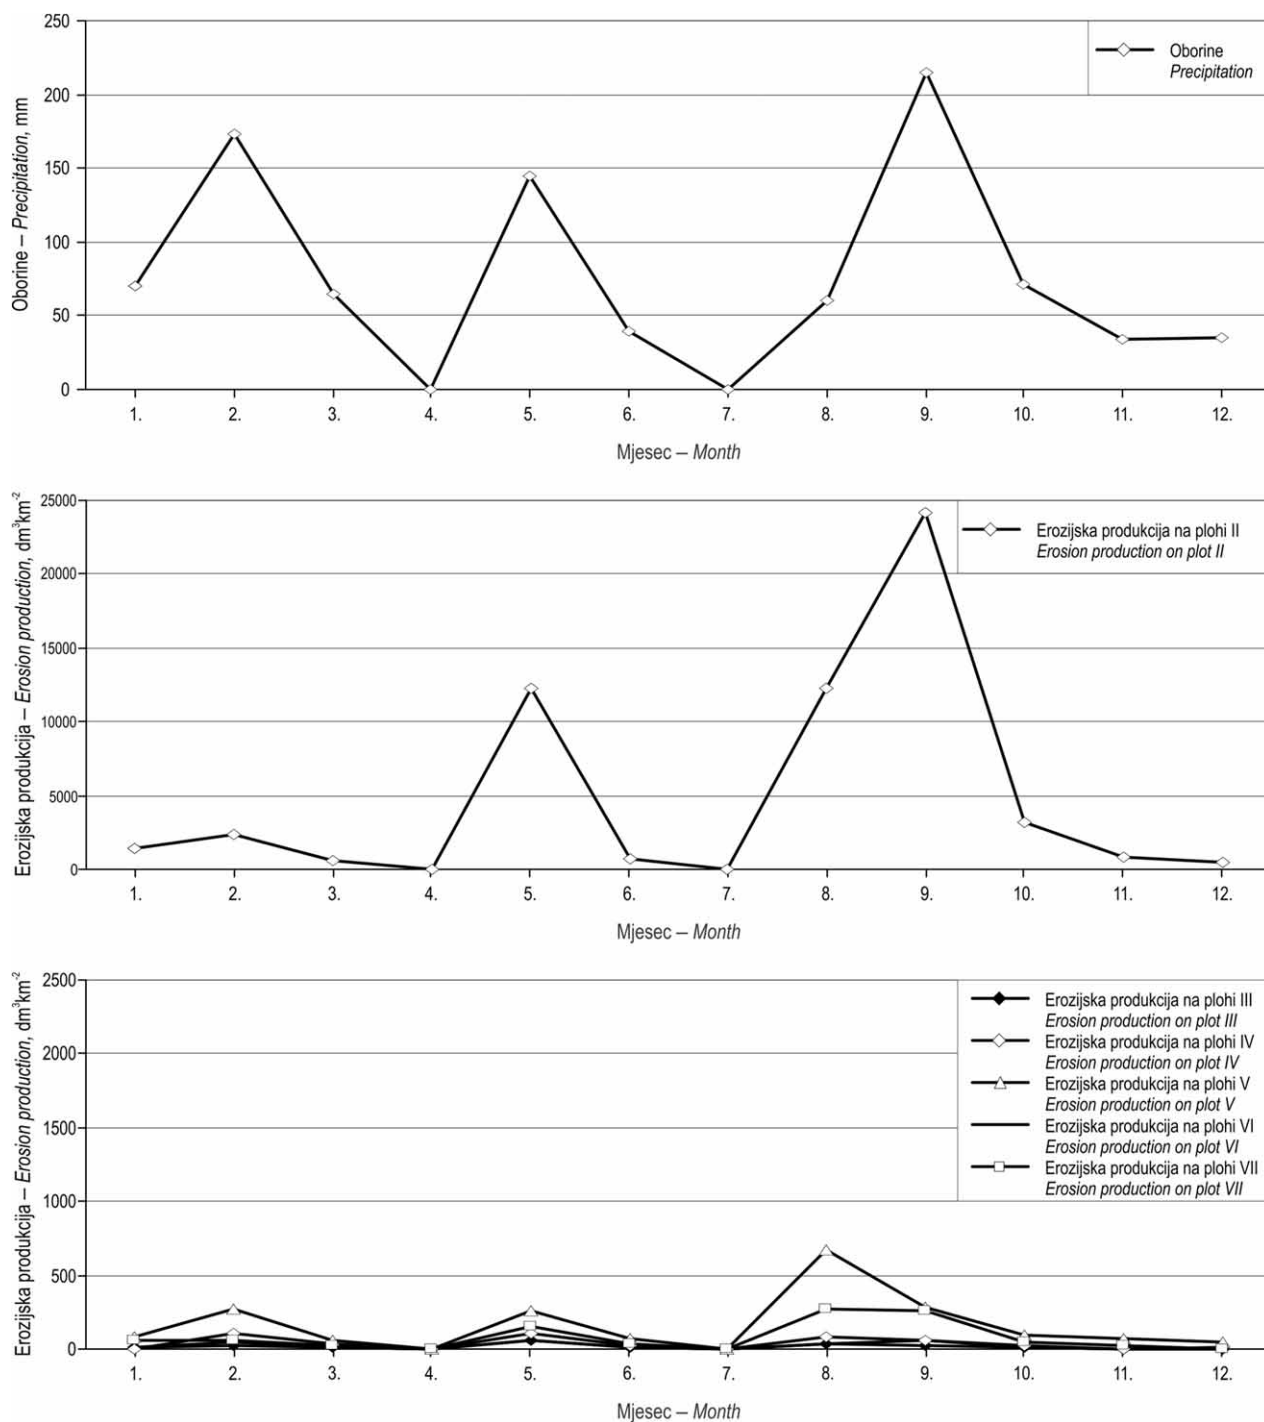 250
200
150
100
50
0
Oborine – Precipitation, mm
Oborine
Precipitation
1. 2. 3. 4. 5. 6. 7. 8. 9. 10. 11. 12.
Mjesec – Month
25000
20000
15000
10000
5000
0
Erozijska produkcija – Erosion production, dm³km⁻²
Erozijska produkcija na plohi II
Erosion production on plot II
1. 2. 3. 4. 5. 6. 7. 8. 9. 10. 11. 12.
Mjesec – Month
2500
2000
1500
1000
500
0
Erozijska produkcija – Erosion production, dm³km⁻²
Erozijska produkcija na plohi III
Erosion production on plot III
Erozijska produkcija na plohi IV
Erosion production on plot IV
Erozijska produkcija na plohi V
Erosion production on plot V
Erozijska produkcija na plohi VI
Erosion production on plot VI
Erozijska produkcija na plohi VII
Erosion production on plot VII
1. 2. 3. 4. 5. 6. 7. 8. 9. 10. 11. 12.
Mjesec – Month